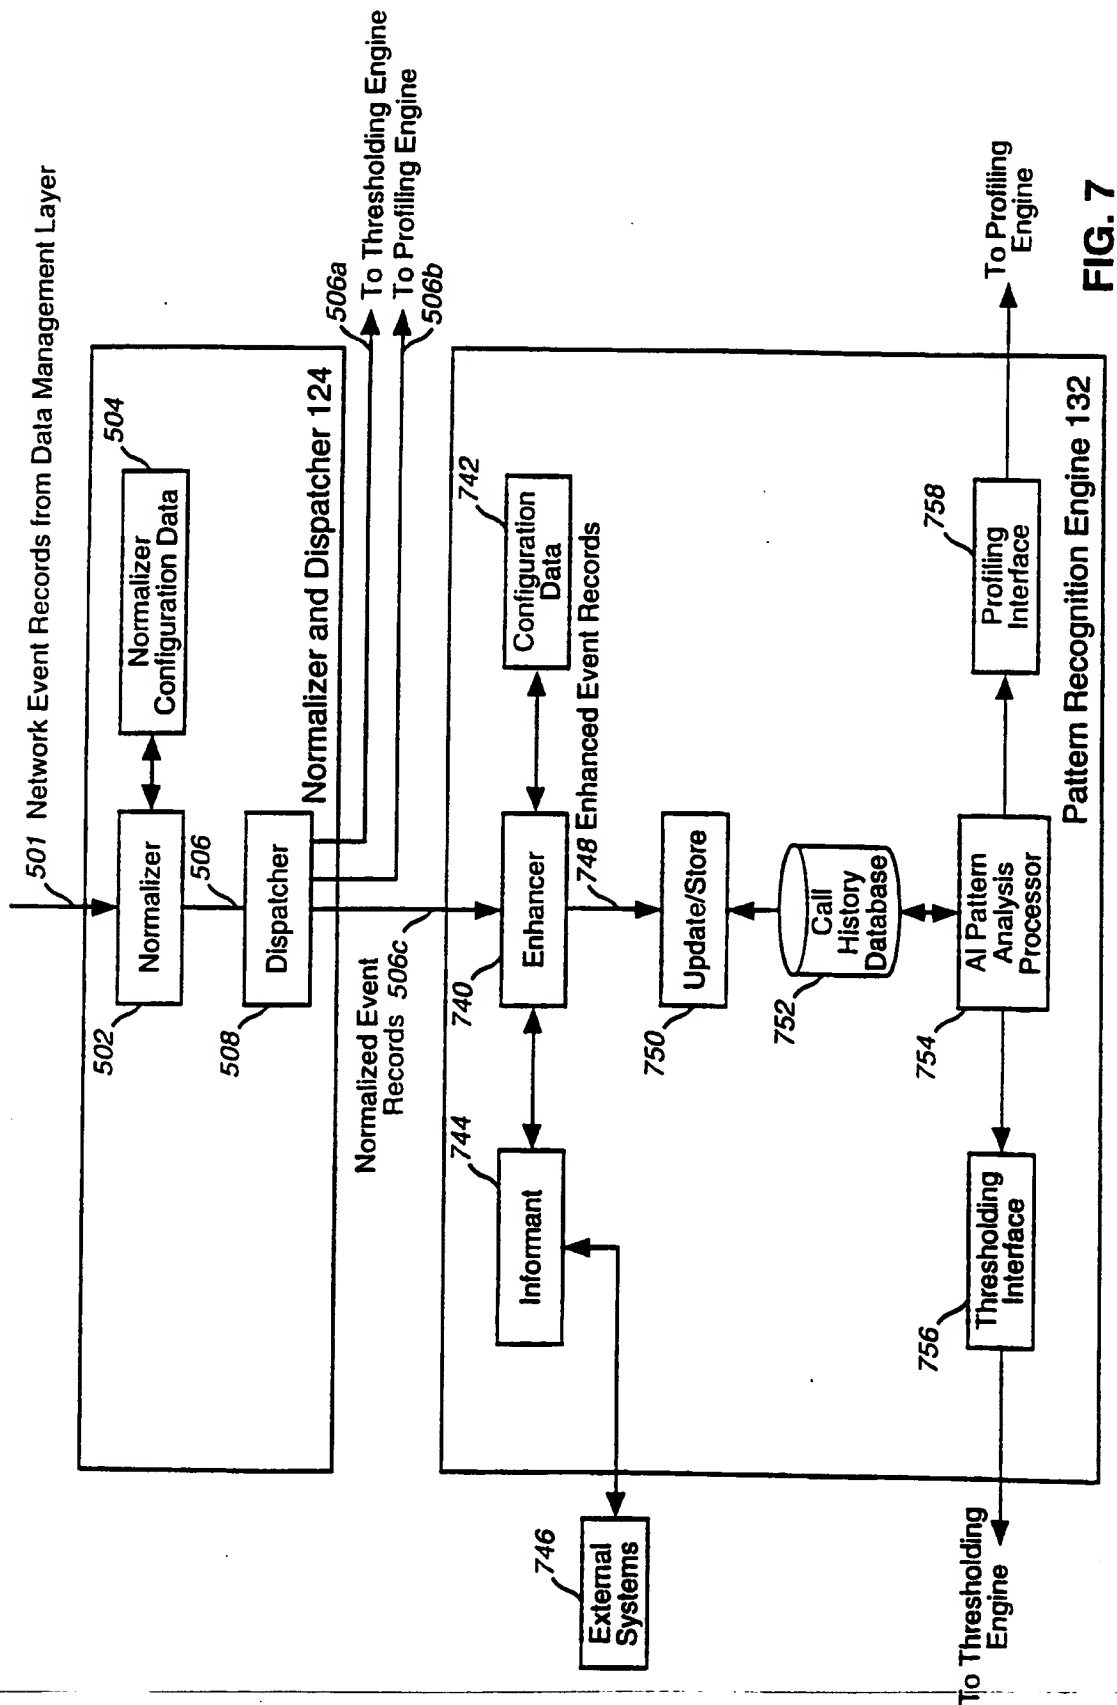 501 Network Event Records from Data Management Layer
Normalizer
502
Normalizer
Configuration Data
504
506
Dispatcher
508
Normalizer and Dispatcher 124
506a
To Thresholding Engine
To Profiling Engine
506b
Normalized Event
Records 506c
Informant
744
Enhancer
740
Configuration
Data
742
External
Systems
746
748 Enhanced Event Records
Update/Store
750
Call
History
Database
752
AI Pattern
Analysis
Processor
754
Thresholding
Interface
756
Profiling
Interface
758
Pattern Recognition Engine 132
To Thresholding
Engine
To Profiling
Engine
FIG. 7